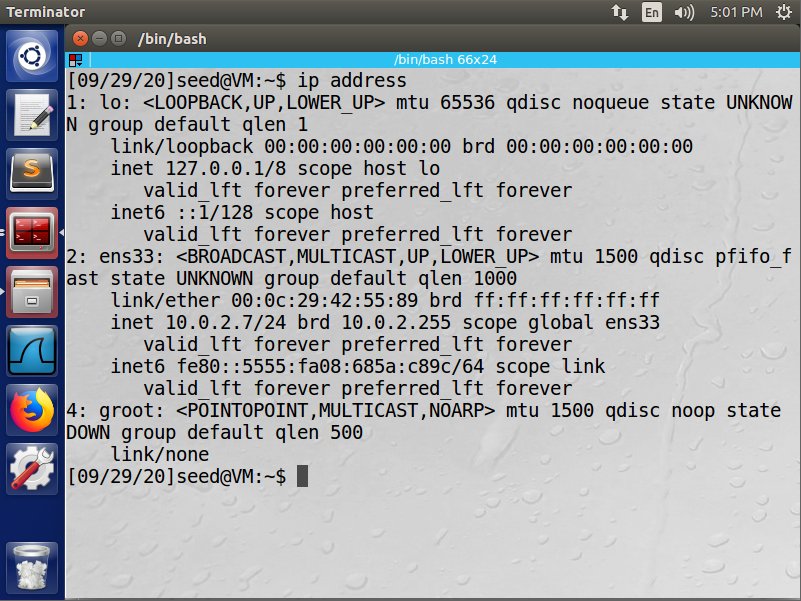 Terminator
En
5:01 PM
/bin/bash
/bin/bash 66x24
[09/29/20]seed@VM:~$ ip address
1: lo: <LOOPBACK,UP,LOWER_UP> mtu 65536 qdisc noqueue state UNKNOW
N group default qlen 1
    link/loopback 00:00:00:00:00:00 brd 00:00:00:00:00:00
    inet 127.0.0.1/8 scope host lo
       valid_lft forever preferred_lft forever
    inet6 ::1/128 scope host
       valid_lft forever preferred_lft forever
2: ens33: <BROADCAST,MULTICAST,UP,LOWER_UP> mtu 1500 qdisc pfifo_f
ast state UNKNOWN group default qlen 1000
    link/ether 00:0c:29:42:55:89 brd ff:ff:ff:ff:ff:ff
    inet 10.0.2.7/24 brd 10.0.2.255 scope global ens33
       valid_lft forever preferred_lft forever
    inet6 fe80::5555:fa08:685a:c89c/64 scope link
       valid_lft forever preferred_lft forever
4: groot: <POINTOPOINT,MULTICAST,NOARP> mtu 1500 qdisc noop state
DOWN group default qlen 500
    link/none
[09/29/20]seed@VM:~$